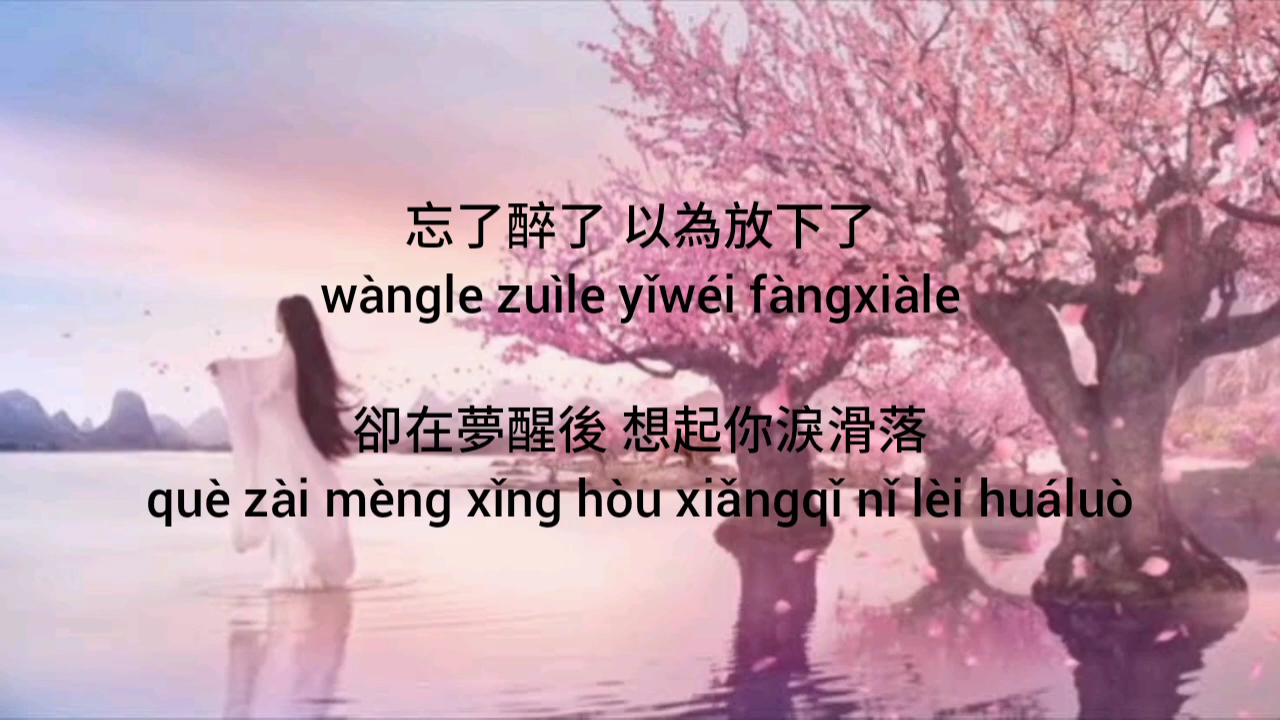 忘了醉了 以為放下了
wàngle zuìle yǐwéi fàngxiàle
卻在夢醒後 想起你淚滑落
què zài mèng xǐng hòu xiǎngqǐ nǐ lèi huáluò